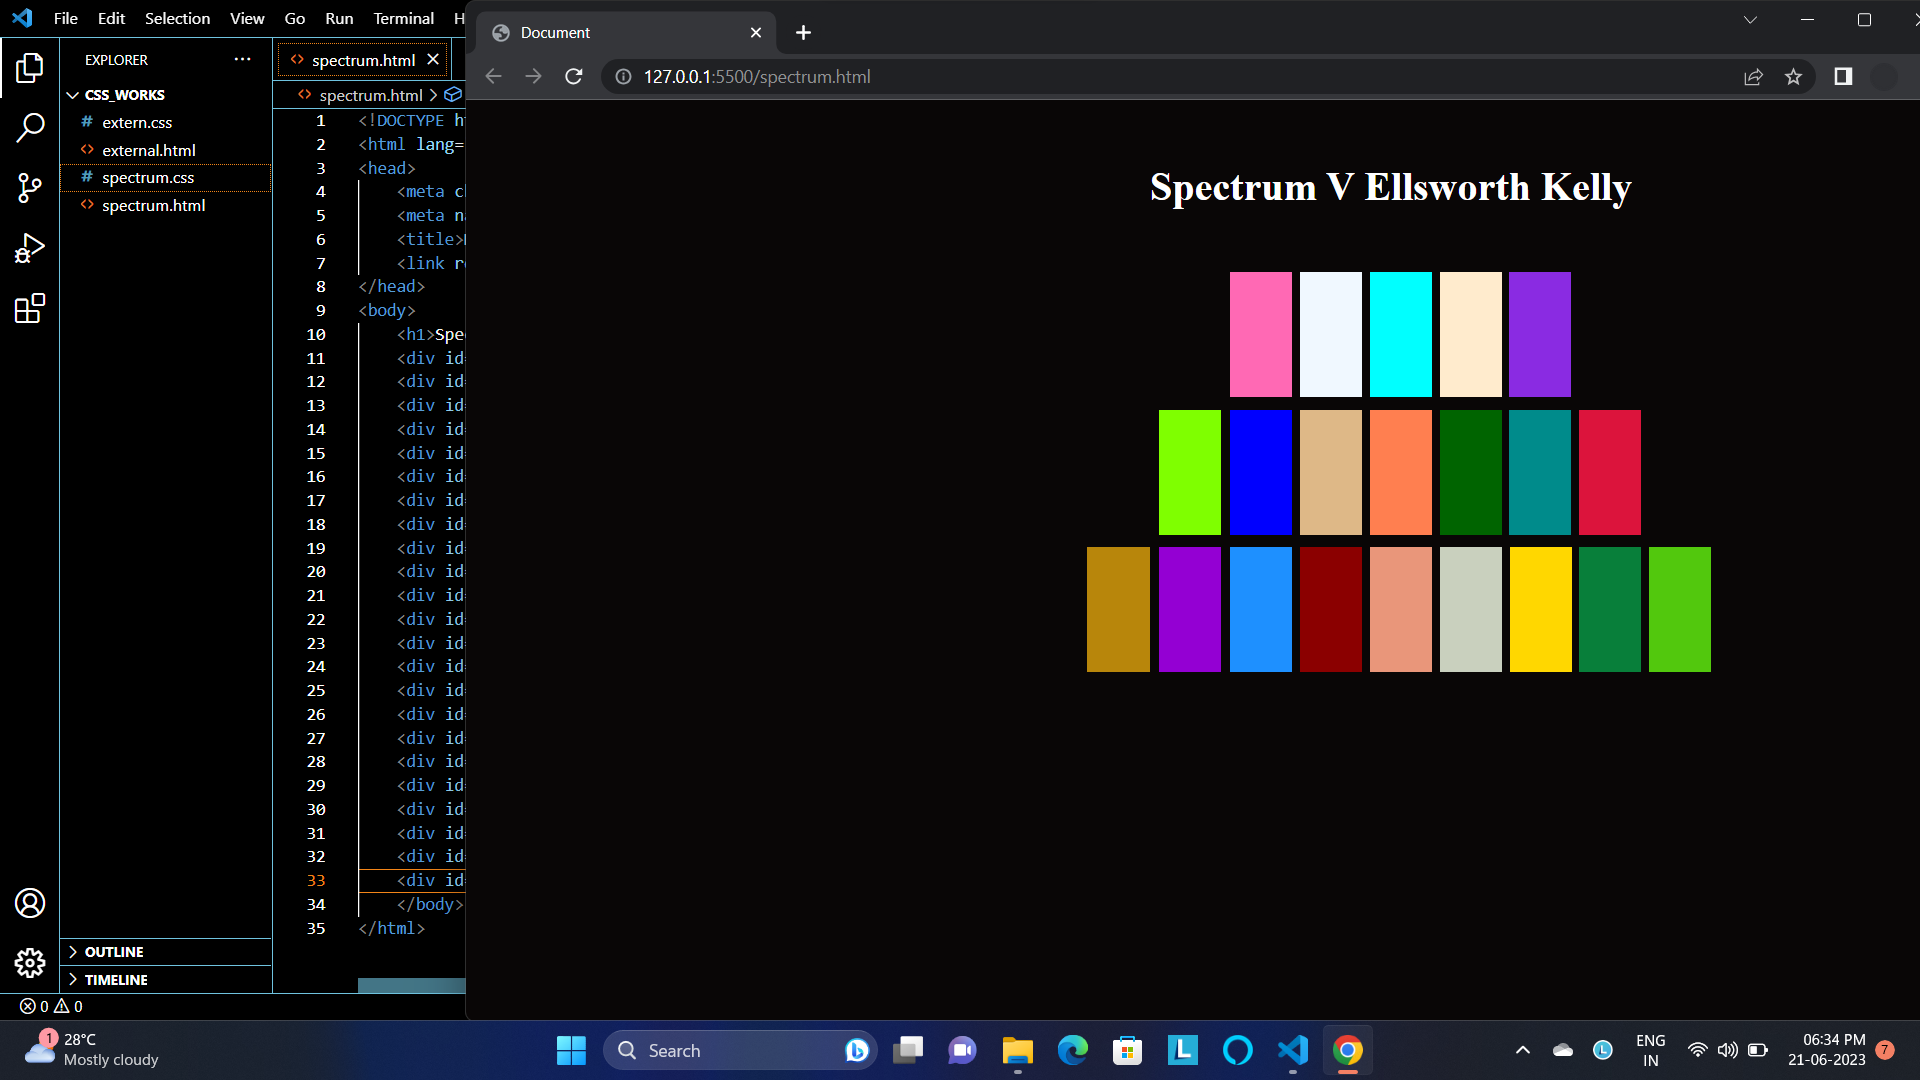 File Edit Selection View Go Run Terminal H
EXPLORER
CSS_WORKS
# extern.css
<> external.html
# spectrum.css
<> spectrum.html
OUTLINE
TIMELINE
0 0
<> spectrum.html
<> spectrum.html >
1 <!DOCTYPE h
2 <html lang=
3 <head>
4 <meta c
5 <meta na
6 <title>
7 <link r
8 </head>
9 <body>
10 <h1>Spe
11 <div id=
12 <div id=
13 <div id=
14 <div id=
15 <div id=
16 <div id=
17 <div id=
18 <div id=
19 <div id=
20 <div id=
21 <div id=
22 <div id=
23 <div id=
24 <div id=
25 <div id=
26 <div id=
27 <div id=
28 <div id=
29 <div id=
30 <div id=
31 <div id=
32 <div id=
33 <div id=
34 </body>
35 </html>
Document
127.0.0.1:5500/spectrum.html
Spectrum V Ellsworth Kelly
1
28°C
Mostly cloudy
Search
L
L
ENG
IN
06:34 PM
21-06-2023
7